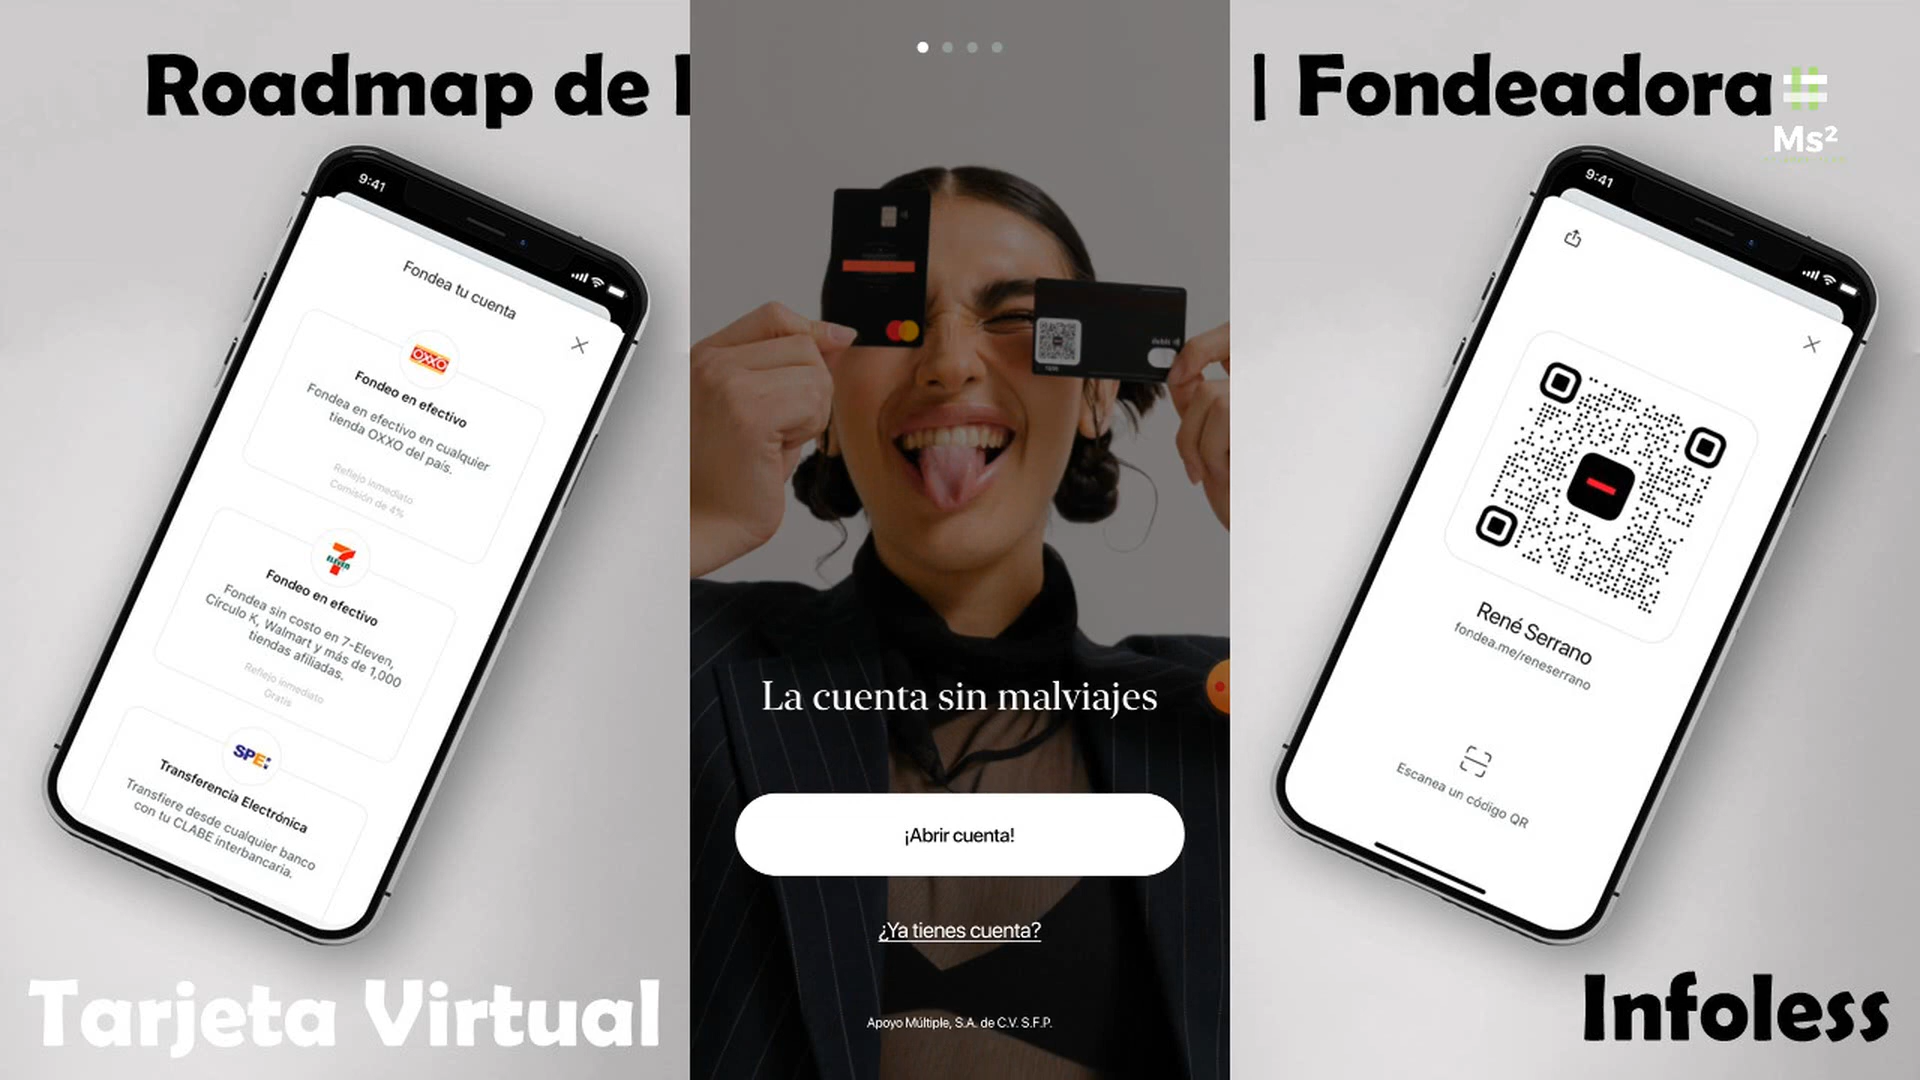 Roadmap de
| Fondeadora
Ms²
9:41
Fondea tu cuenta
OXXO
Fondeo en efectivo
Fondea en efectivo en cualquier
tienda OXXO del país.
Reflejo inmediato
Comisión de 4%
7
ELEVEN
Fondeo en efectivo
Fondea sin costo en 7-Eleven,
Círculo K, Walmart y más de 1,000
tiendas afiliadas.
Reflejo inmediato
Gratis
SPEI
Transferencia Electrónica
Transfiere desde cualquier banco
con tu CLABE interbancaria.
Tarjeta Virtual
debit
La cuenta sin malviajes
¡Abrir cuenta!
¿Ya tienes cuenta?
Apoyo Múltiple, S.A. de C.V. S.F.P.
9:41
René Serrano
fondea.me/reneserrano
Escanea un código QR
Infoless